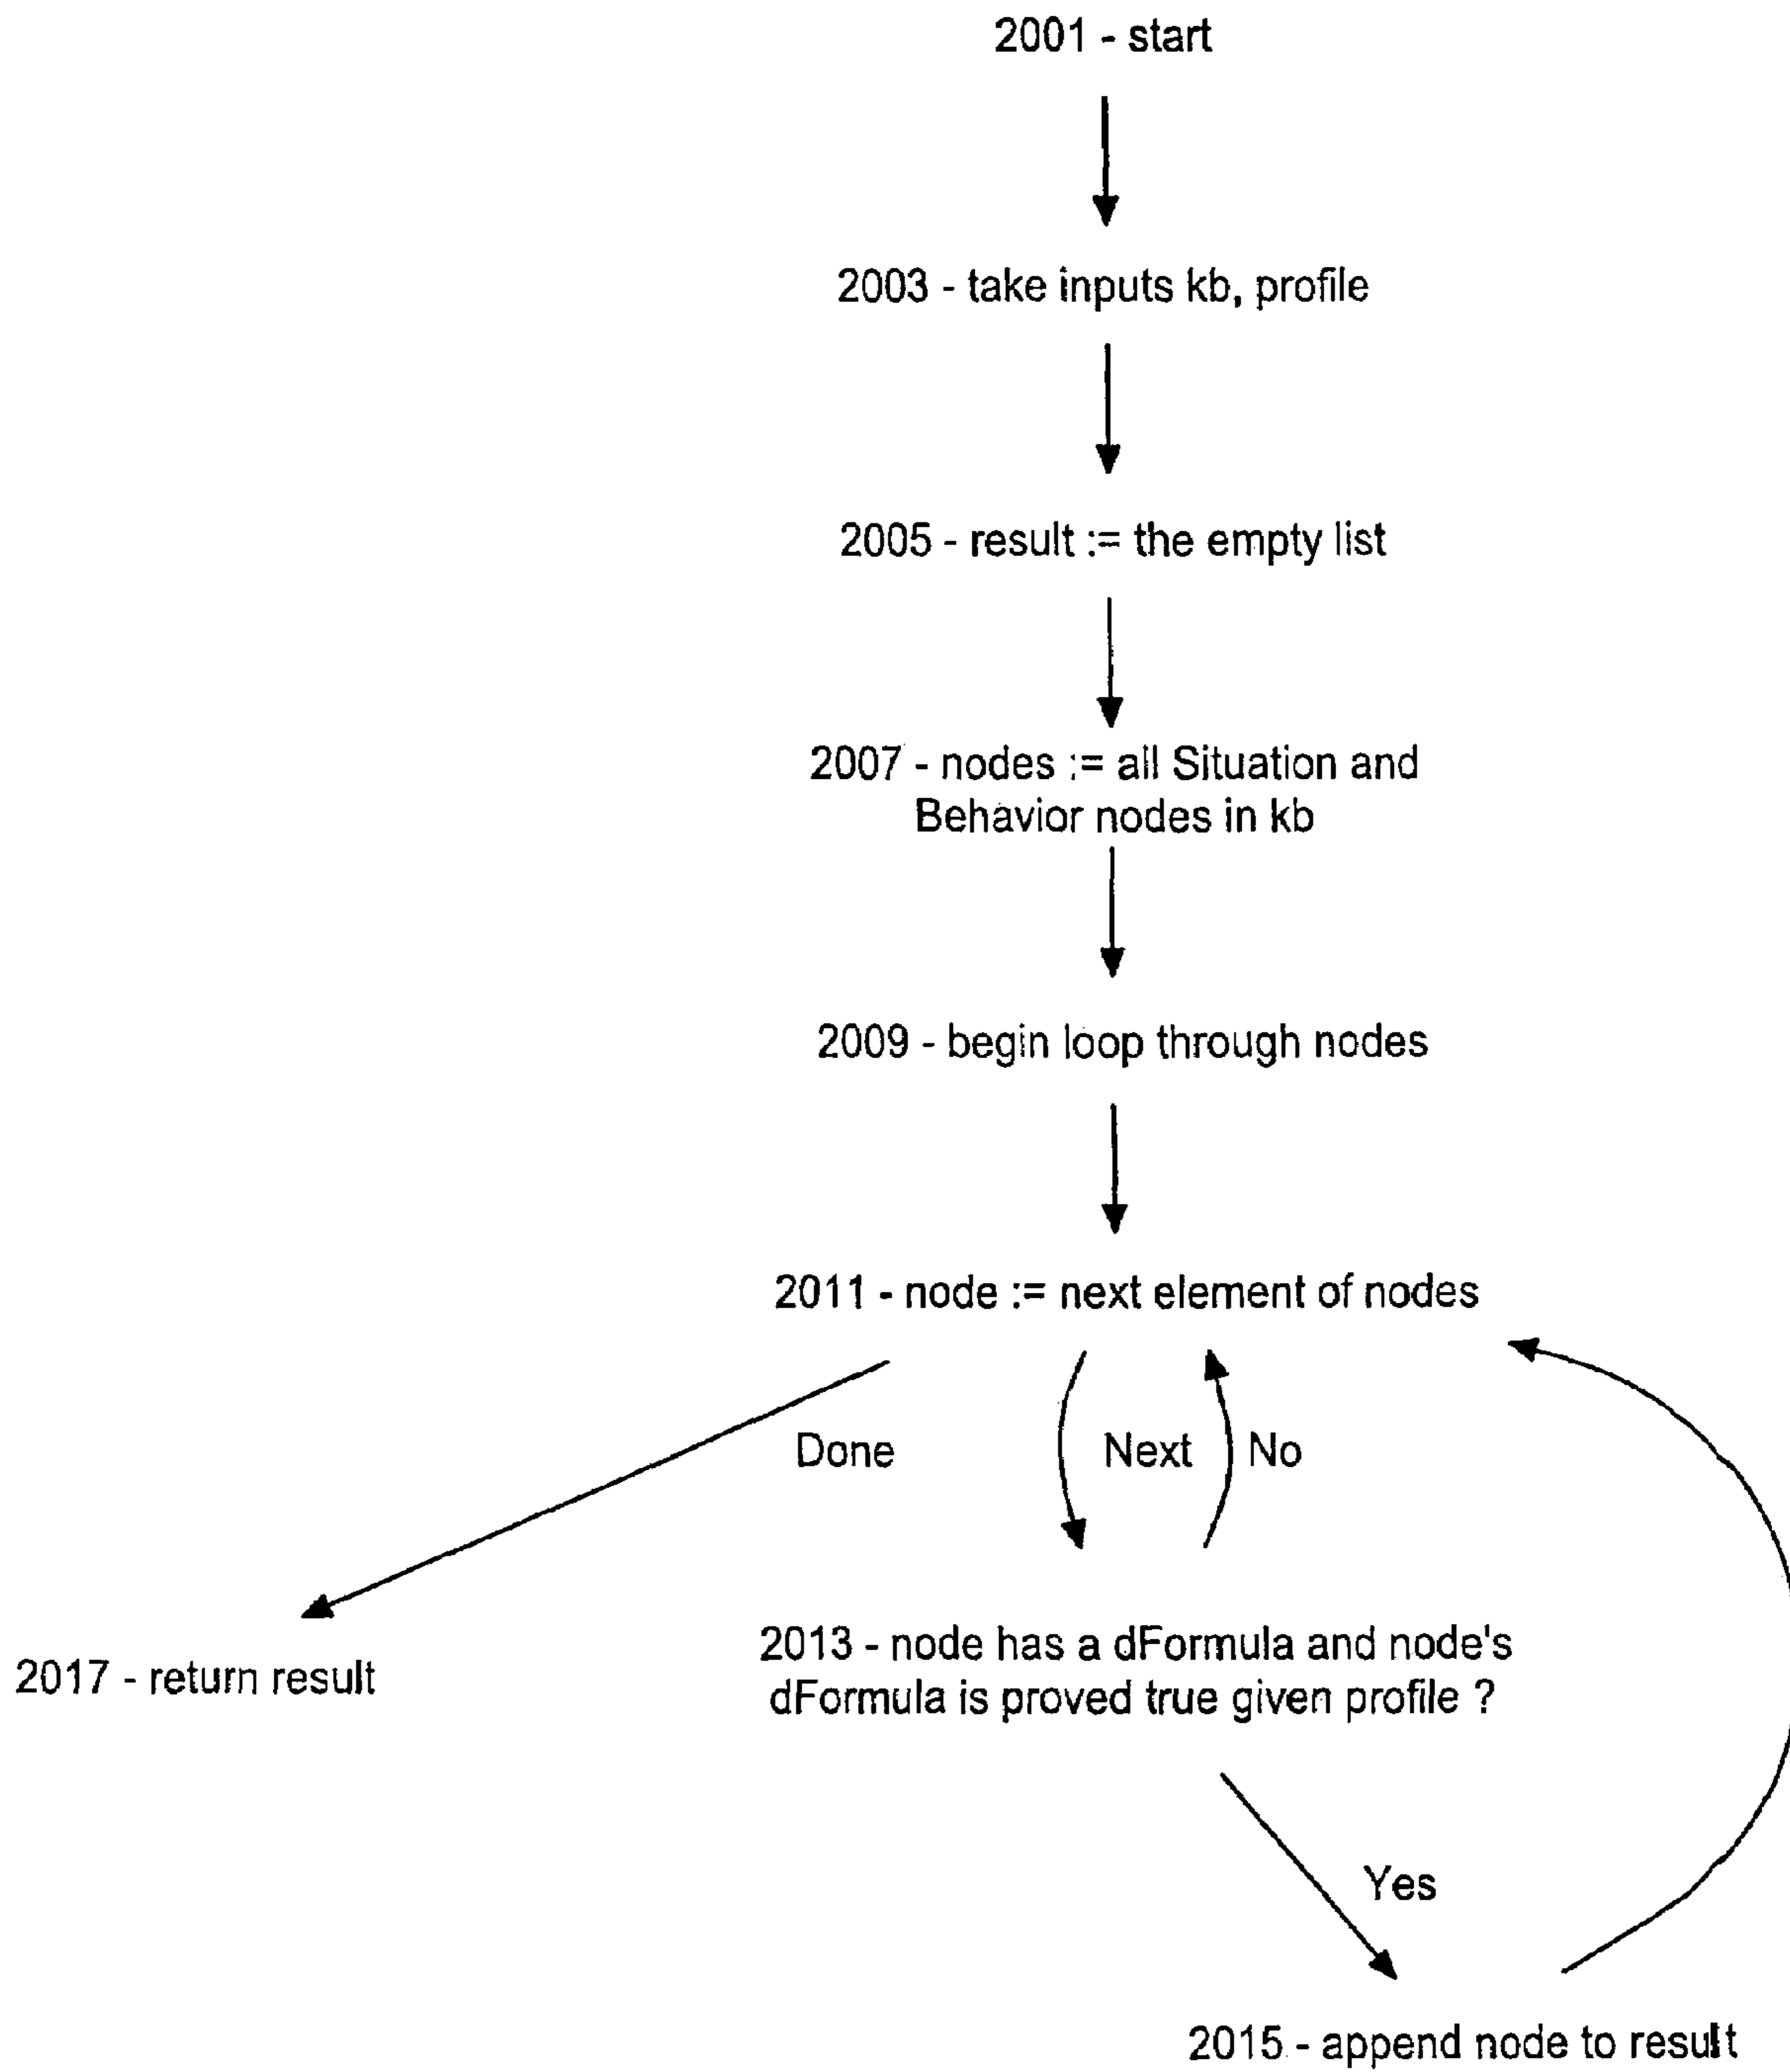 2001 - start
2003 - take inputs kb, profile
2005 - result := the empty list
2007 - nodes := all Situation and
Behavior nodes in kb
2009 - begin loop through nodes
2011 - node := next element of nodes
Done
Next
No
2017 - return result
2013 - node has a dFormula and node's
dFormula is proved true given profile ?
Yes
2015 - append node to result